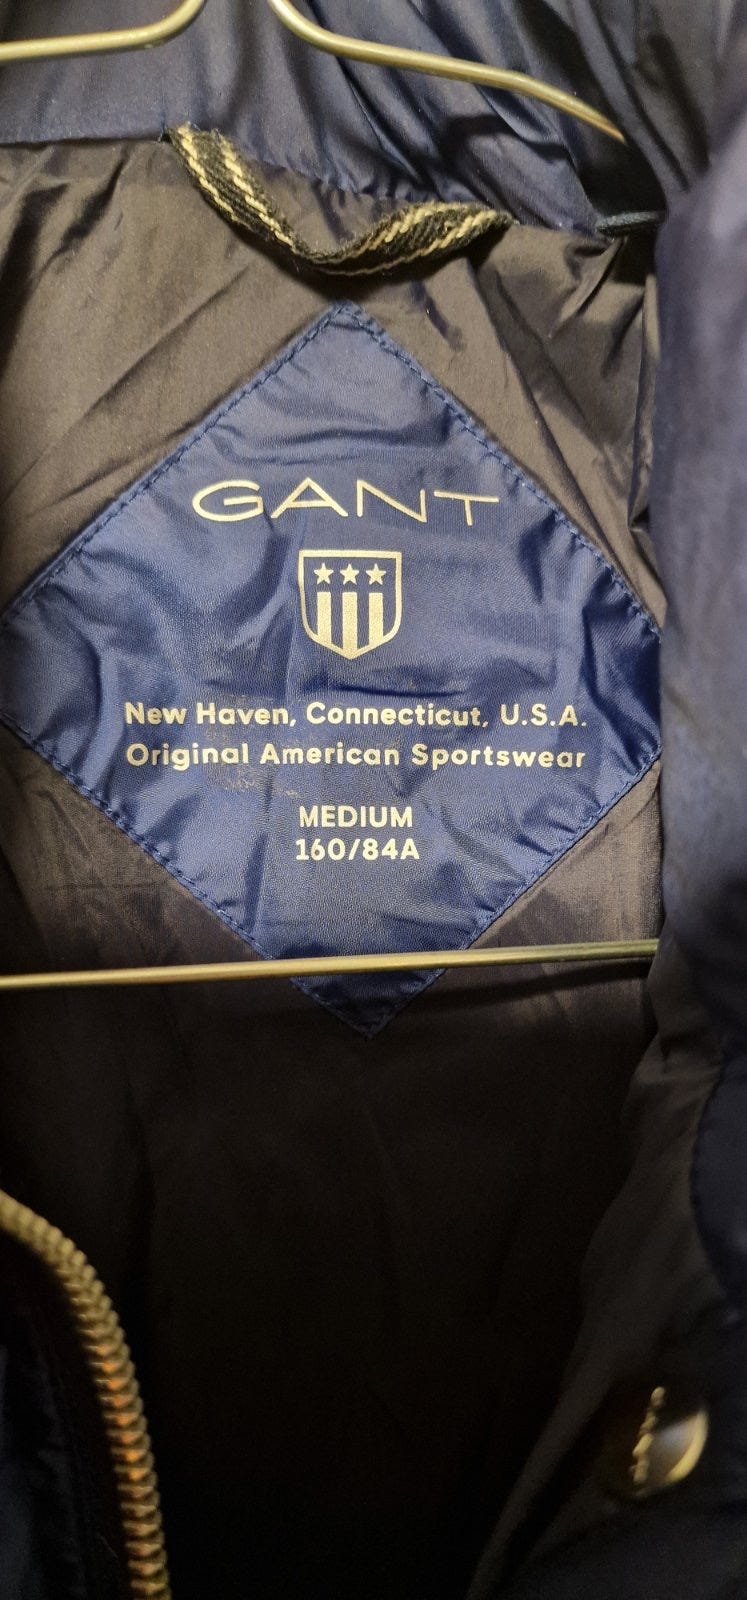 GANT
New Haven, Connecticut, U.S.A.
Original American Sportswear
MEDIUM
160/84A